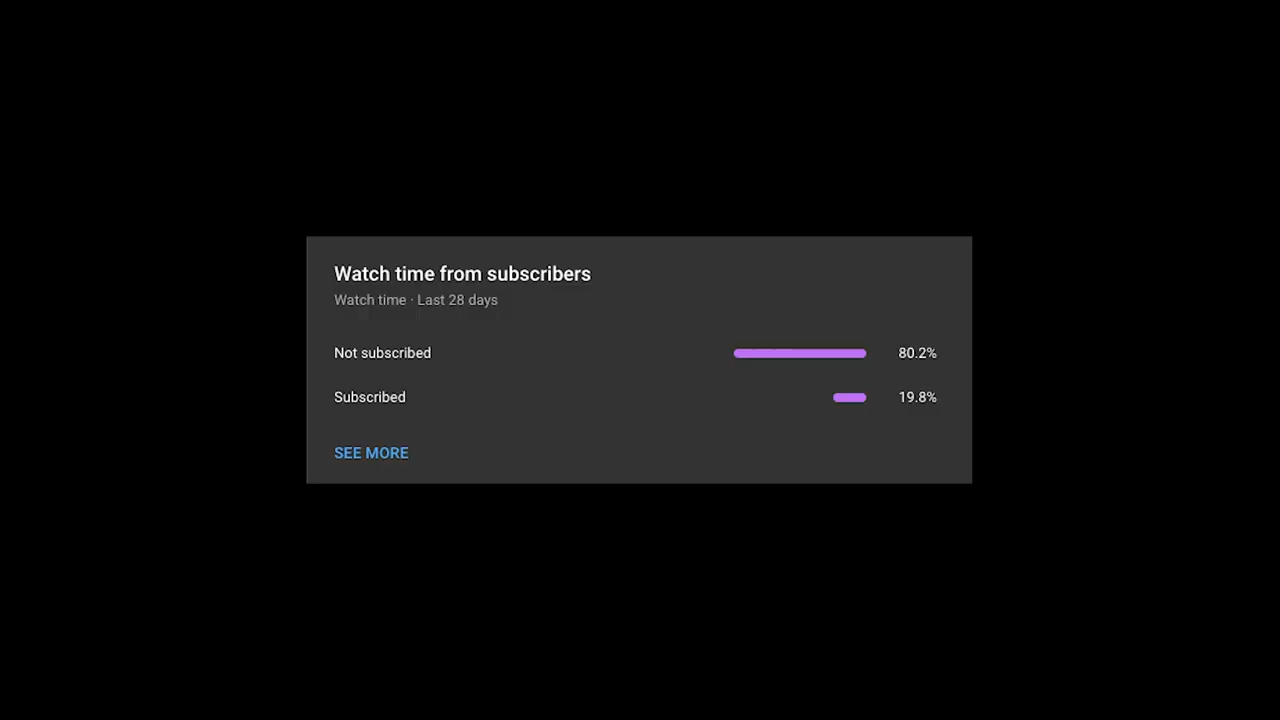 Watch time from subscribers
Watch time · Last 28 days
Not subscribed 80.2%
Subscribed 19.8%
SEE MORE